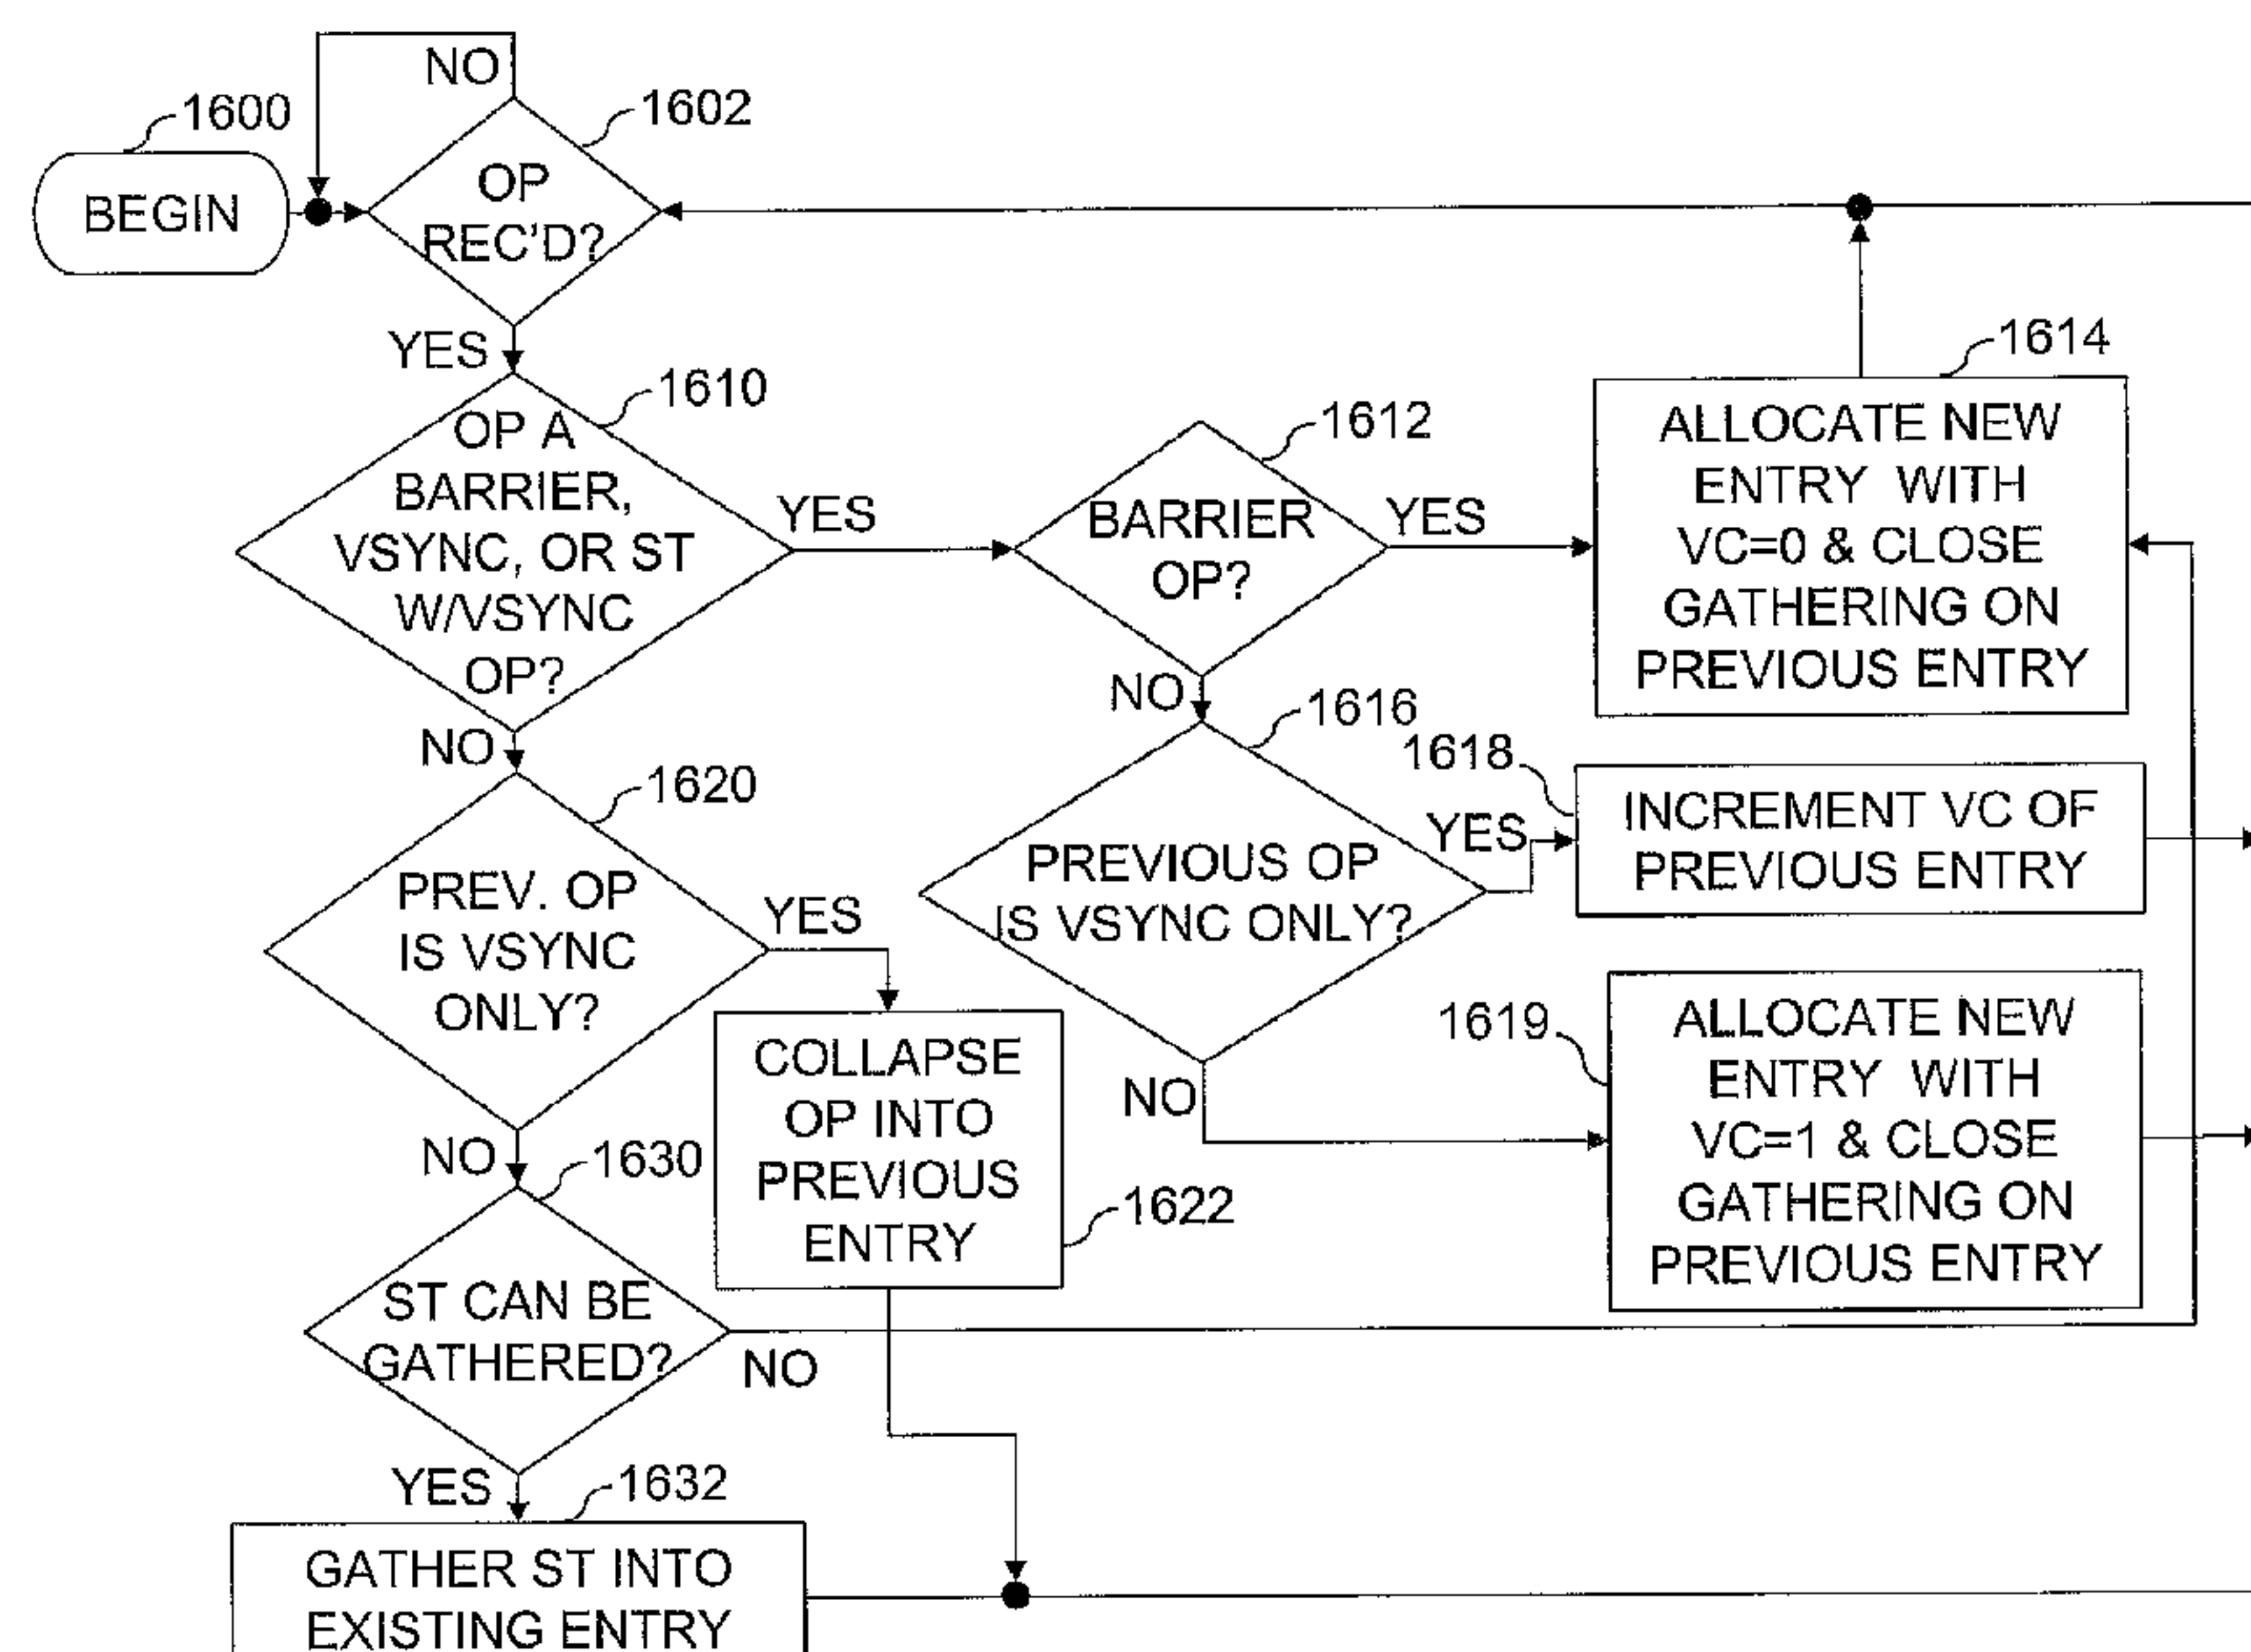 NO
1600
1602
BEGIN
OP
REC'D?
YES
1610
OP A
BARRIER,
VSYNC, OR ST
W/VSYNC
OP?
YES
1612
BARRIER
OP?
YES
1614
ALLOCATE NEW
ENTRY WITH
VC=0 & CLOSE
GATHERING ON
PREVIOUS ENTRY
NO
1616
PREVIOUS OP
IS VSYNC ONLY?
YES
1618
INCREMENT VC OF
PREVIOUS ENTRY
NO
1619
ALLOCATE NEW
ENTRY WITH
VC=1 & CLOSE
GATHERING ON
PREVIOUS ENTRY
NO
1620
PREV. OP
IS VSYNC
ONLY?
YES
COLLAPSE
OP INTO
PREVIOUS
ENTRY
1622
NO
1630
ST CAN BE
GATHERED?
NO
YES
1632
GATHER ST INTO
EXISTING ENTRY